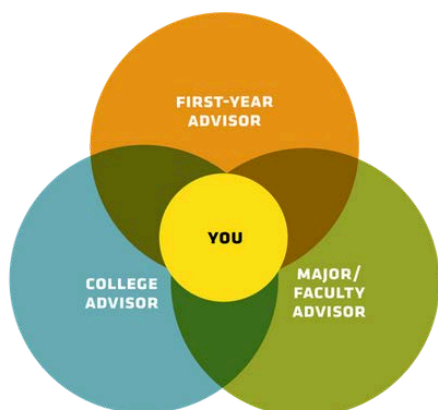 FIRST-YEAR
ADVISOR
YOU
COLLEGE
ADVISOR
MAJOR/
FACULTY
ADVISOR